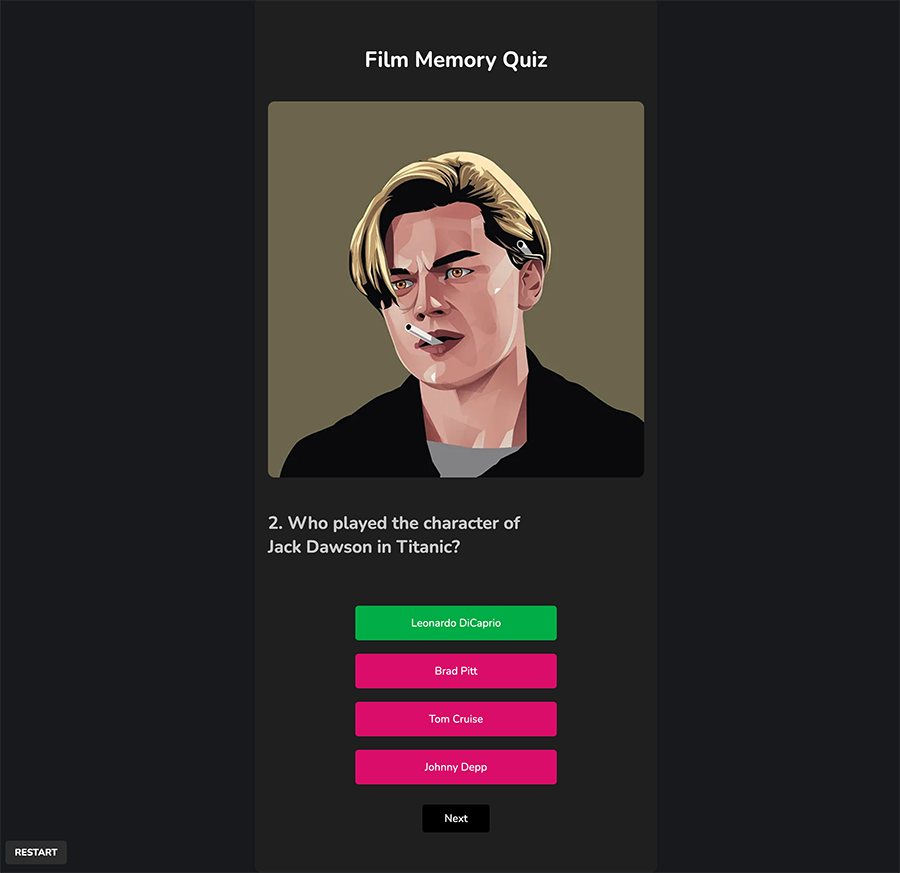 Film Memory Quiz
2. Who played the character of
Jack Dawson in Titanic?
Leonardo DiCaprio
Brad Pitt
Tom Cruise
Johnny Depp
Next
RESTART